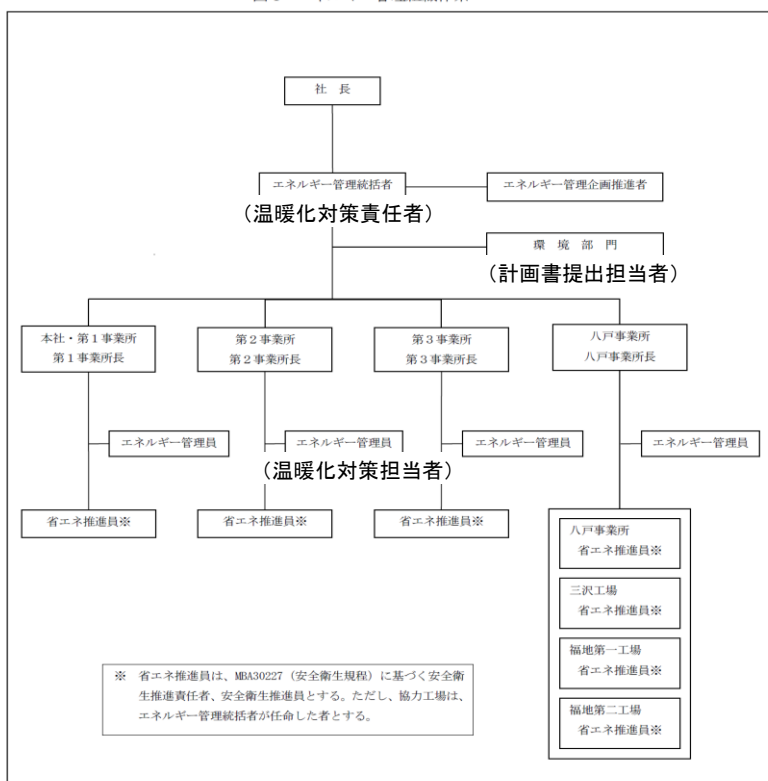 社　長
エネルギー管理統括者
エネルギー管理企画推進者
（温暖化対策責任者）
環　境　部　門
（計画書提出担当者）
本社・第１事業所
第１事業所長
第２事業所
第２事業所長
第３事業所
第３事業所長
八戸事業所
八戸事業所長
エネルギー管理員
エネルギー管理員
エネルギー管理員
エネルギー管理員
（温暖化対策担当者）
省エネ推進員※
省エネ推進員※
省エネ推進員※
八戸事業所
省エネ推進員※
三沢工場
省エネ推進員※
福地第一工場
省エネ推進員※
福地第二工場
省エネ推進員※
※　省エネ推進員は、MBA30227（安全衛生規程）に基づく安全衛
生推進責任者、安全衛生推進員とする。ただし、協力工場は、
エネルギー管理統括者が任命した者とする。